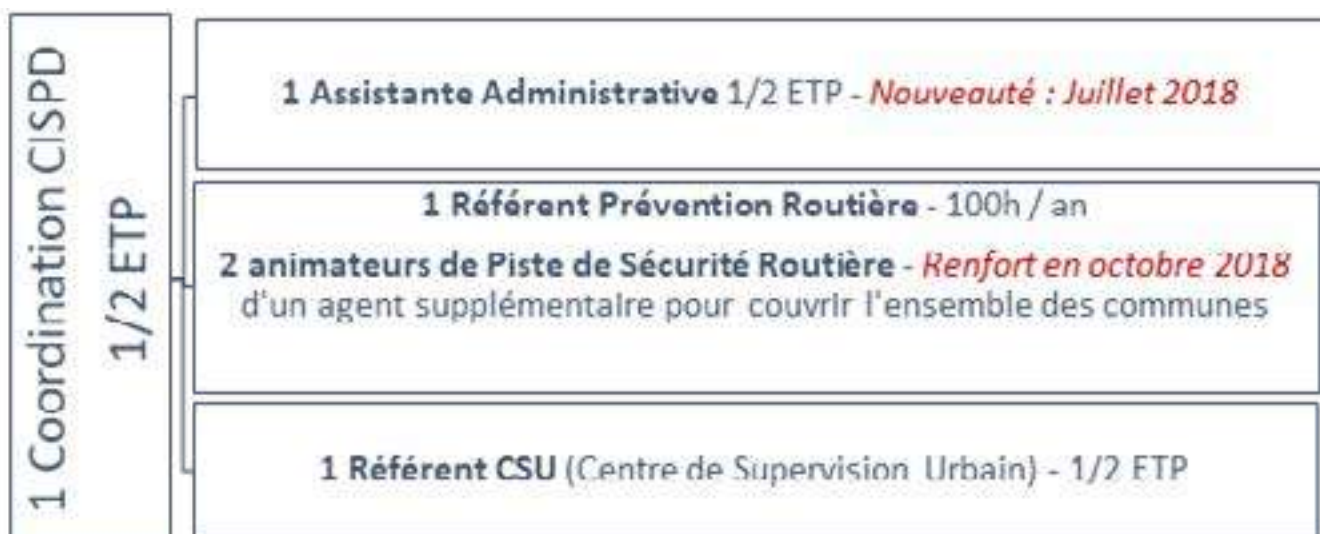 1 Coordination CISPD
1/2 ETP
1 Assistante Administrative 1/2 ETP - Nouveauté : Juillet 2018
1 Référent Prévention Routière - 100h / an
2 animateurs de Piste de Sécurité Routière - Renfort en octobre 2018
d'un agent supplémentaire pour couvrir l'ensemble des communes
1 Référent CSU (Centre de Supervision Urbain) - 1/2 ETP